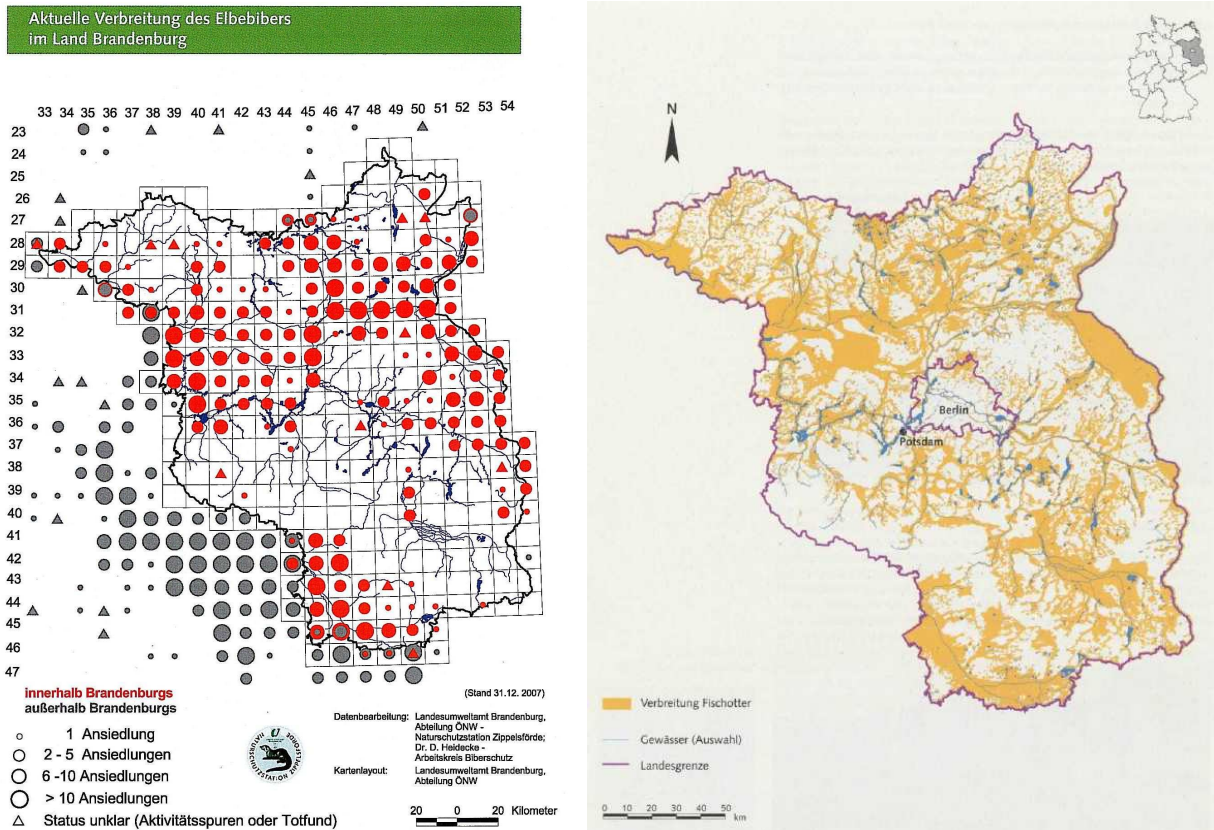 Aktuelle Verbreitung des Elbebibers
im Land Brandenburg
33 34 35 36 37 38 39 40 41 42 43 44 45 46 47 48 49 50 51 52 53 54
23
24
25
26
27
28
29
30
31
32
33
34
35
36
37
38
39
40
41
42
43
44
45
46
47
innerhalb Brandenburgs
außerhalb Brandenburgs
1 Ansiedlung
2 - 5 Ansiedlungen
6 -10 Ansiedlungen
> 10 Ansiedlungen
Status unklar (Aktivitätsspuren oder Totfund)
NATURSCHUTZSTATION ZIPPELSFÖRDE
(Stand 31.12. 2007)
Datenbearbeitung: Landesumweltamt Brandenburg,
Abteilung ÖNW -
Naturschutzstation Zippelsförde;
Dr. D. Heidecke -
Arbeitskreis Biberschutz
Kartenlayout: Landesumweltamt Brandenburg,
Abteilung ÖNW
20 0 20 Kilometer
N
Berlin
Potsdam
Verbreitung Fischotter
Gewässer (Auswahl)
Landesgrenze
0 10 20 30 40 50
km